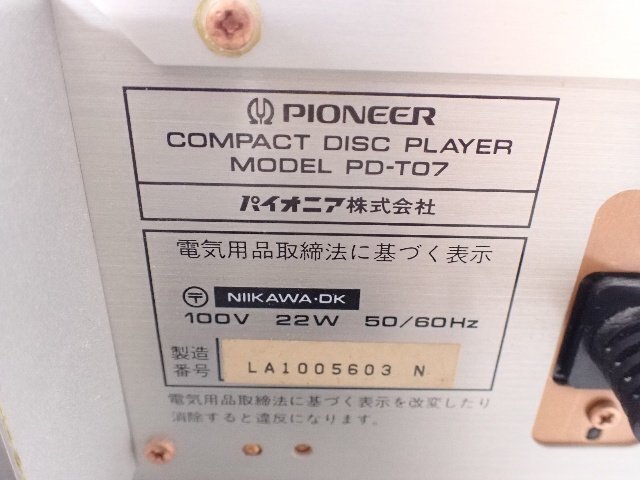 PIONEER
COMPACT DISC PLAYER
MODEL PD-T07
パイオニア株式会社
電気用品取締法に基づく表示
〒 NIIKAWA・DK
100V 22W 50/60Hz
製造番号 LA1005603 N
電気用品取締法に基づく表示を改変したり
消除すると違反になります。